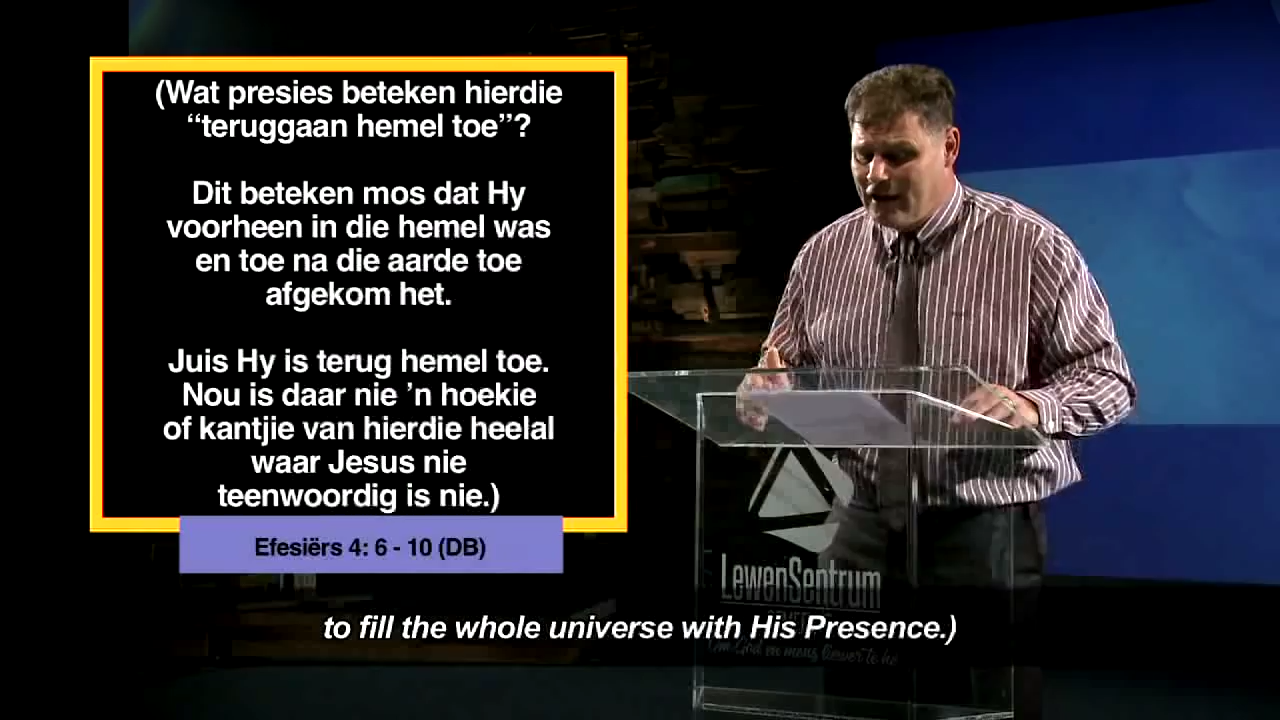 (Wat presies beteken hierdie
“teruggaan hemel toe”?
Dit beteken mos dat Hy
voorheen in die hemel was
en toe na die aarde toe
afgekom het.
Juis Hy is terug hemel toe.
Nou is daar nie ’n hoekie
of kantjie van hierdie heelal
waar Jesus nie
teenwoordig is nie.)
Efesiërs 4: 6 - 10 (DB)
LewenSentrum
to fill the whole universe with His Presence.)